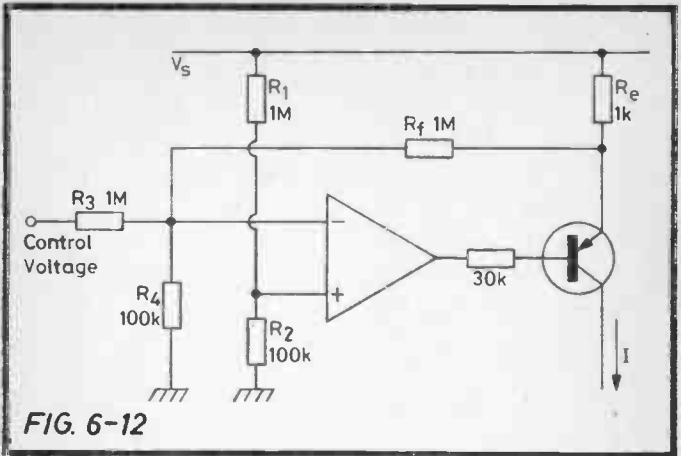 V_s
R_1
1M
R_e
1k
R_f 1M
R_3 1M
Control
Voltage
−
+
30k
R_4
100k
R_2
100k
I
FIG. 6-12